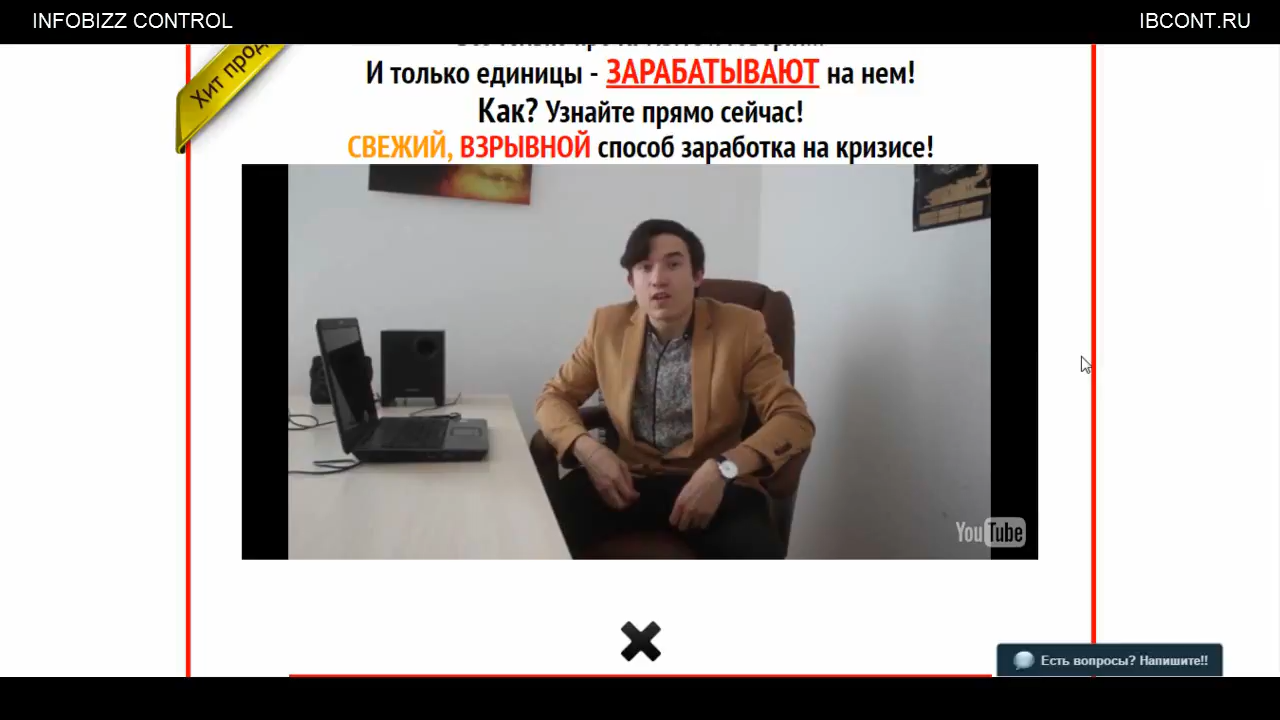 INFOBIZZ CONTROL
IBCONT.RU
Хит
И только единицы - ЗАРАБАТЫВАЮТ на нем!
Как? Узнайте прямо сейчас!
СВЕЖИЙ, ВЗРЫВНОЙ способ заработка на кризисе!
YouTube
Есть вопросы? Напишите!!